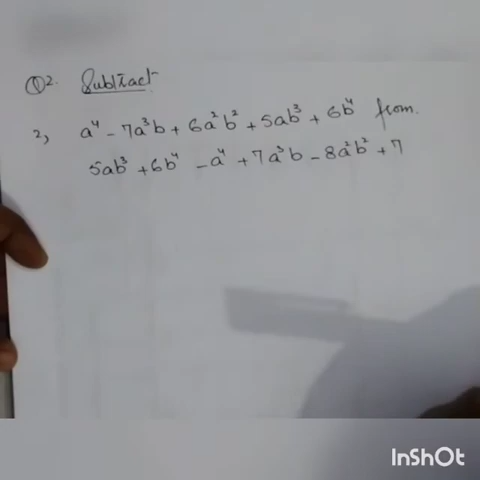 Q2. Subtract
2, a⁴ - 7a³b + 6a²b² + 5ab³ + 6b⁴ from.
5ab³ + 6b⁴ - a⁴ + 7a³b - 8a²b² + 7
InShOt